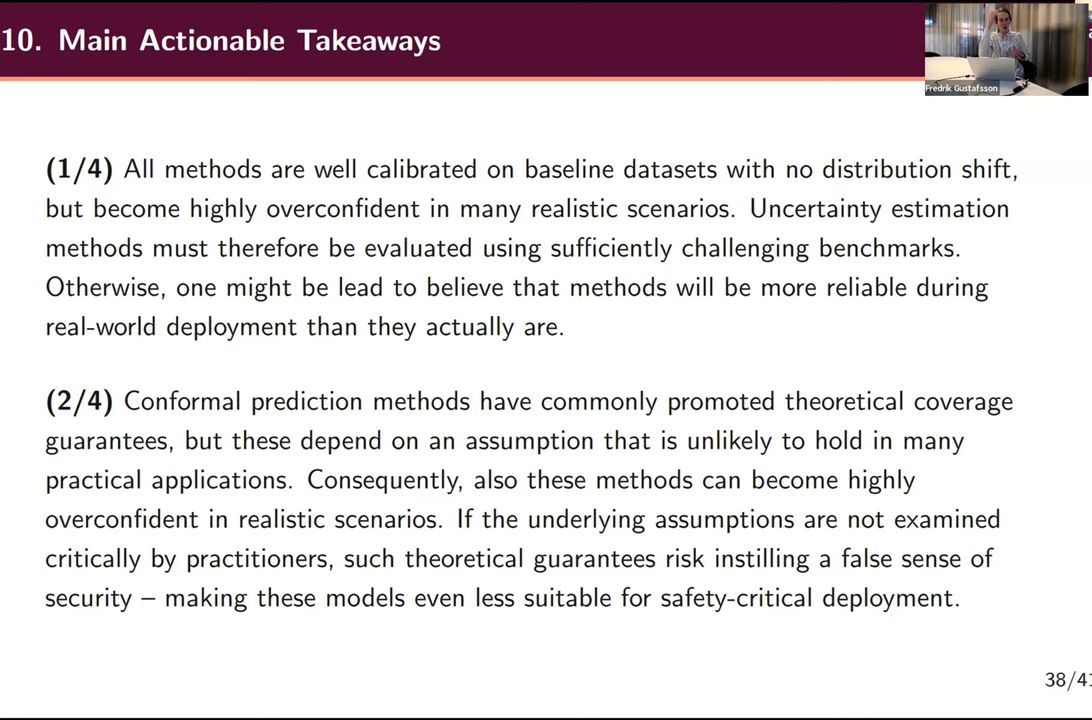 10. Main Actionable Takeaways
Fredrik Gustafsson
(1/4) All methods are well calibrated on baseline datasets with no distribution shift,
but become highly overconfident in many realistic scenarios. Uncertainty estimation
methods must therefore be evaluated using sufficiently challenging benchmarks.
Otherwise, one might be lead to believe that methods will be more reliable during
real-world deployment than they actually are.
(2/4) Conformal prediction methods have commonly promoted theoretical coverage
guarantees, but these depend on an assumption that is unlikely to hold in many
practical applications. Consequently, also these methods can become highly
overconfident in realistic scenarios. If the underlying assumptions are not examined
critically by practitioners, such theoretical guarantees risk instilling a false sense of
security – making these models even less suitable for safety-critical deployment.
38/41